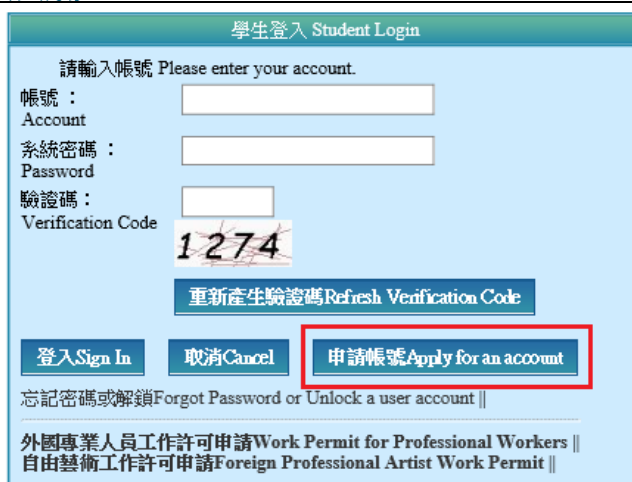 學生登入 Student Login
請輸入帳號 Please enter your account.
帳號：
Account
系統密碼：
Password
驗證碼：
Verification Code
1274
重新產生驗證碼Refresh Verification Code
登入Sign In 取消Cancel 申請帳號Apply for an account
忘記密碼或解鎖Forgot Password or Unlock a user account ||
外國專業人員工作許可申請Work Permit for Professional Workers ||
自由藝術工作許可申請Foreign Professional Artist Work Permit ||